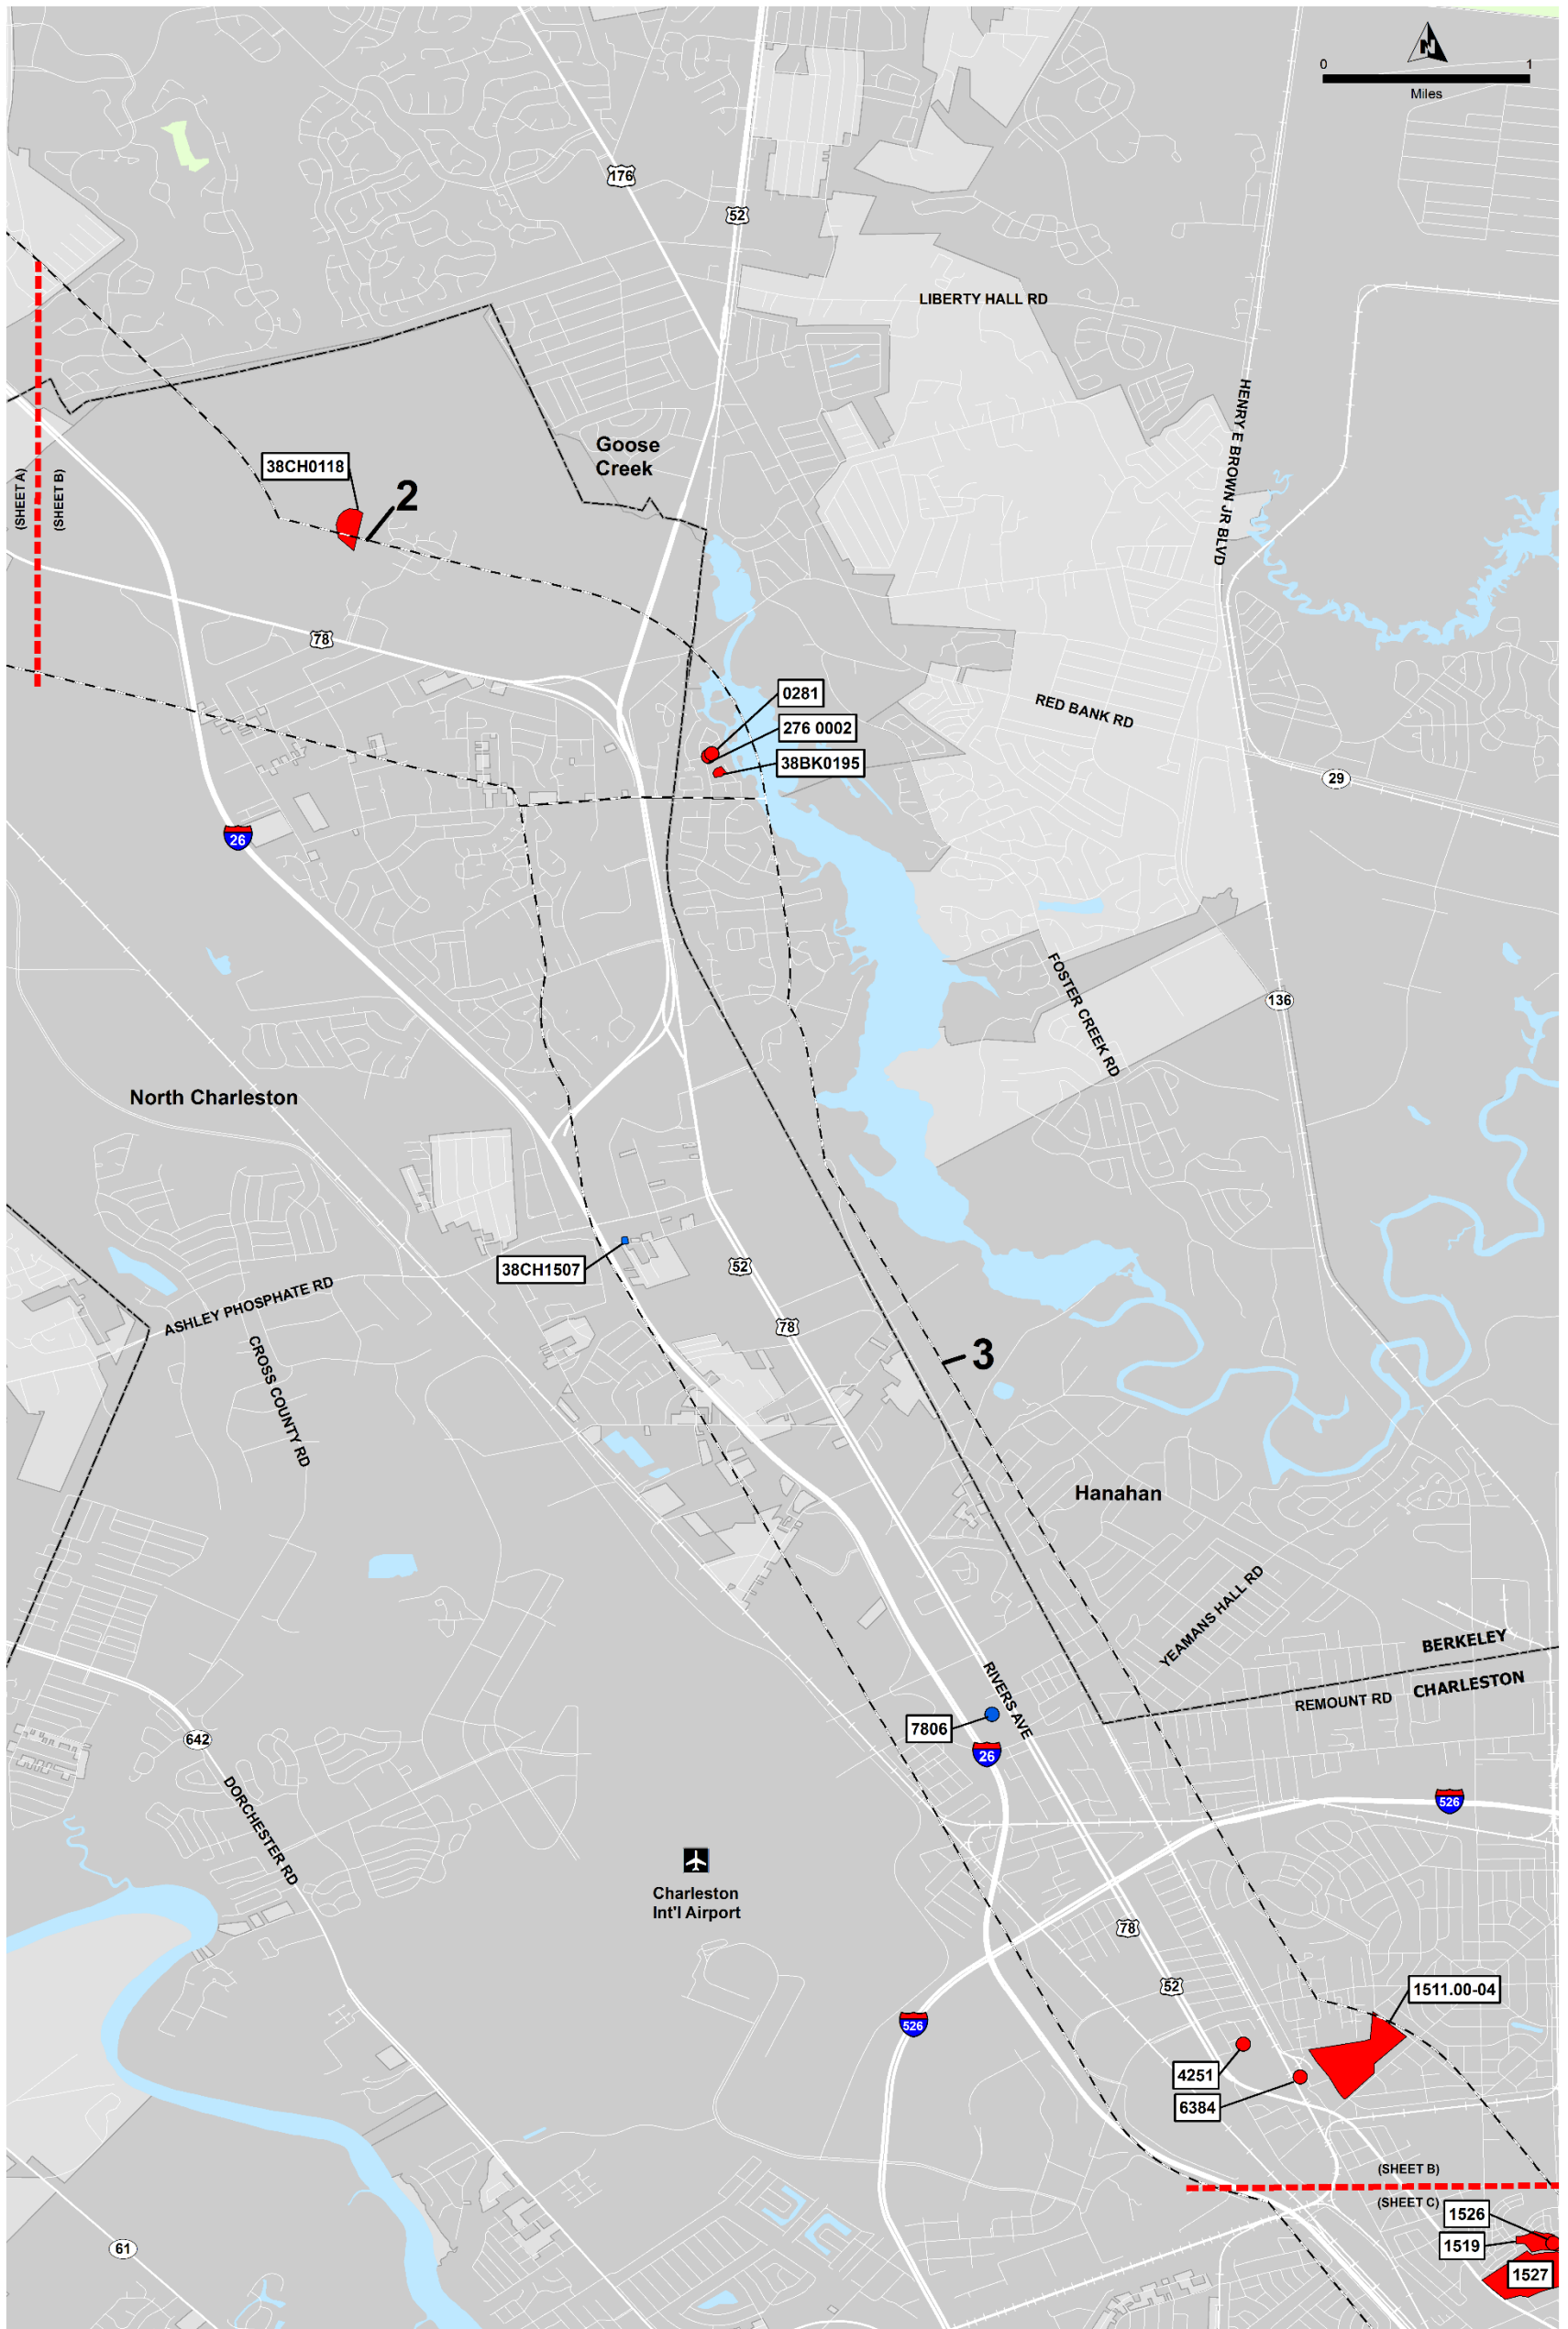 N
0 1
Miles
176
52
LIBERTY HALL RD
HENRY E BROWN JR BLVD
Goose
Creek
38CH0118
2
(SHEET A)
(SHEET B)
78
0281
276 0002
38BK0195
RED BANK RD
29
26
FOSTER CREEK RD
136
North Charleston
38CH1507
52
ASHLEY PHOSPHATE RD
78
CROSS COUNTY RD
3
Hanahan
YEAMANS HALL RD
BERKELEY
CHARLESTON
REMOUNT RD
RIVERS AVE
7806
26
642
DORCHESTER RD
526
Charleston
Int'l Airport
78
52
1511.00-04
526
4251
6384
(SHEET B)
(SHEET C)
1526
1519
1527
61